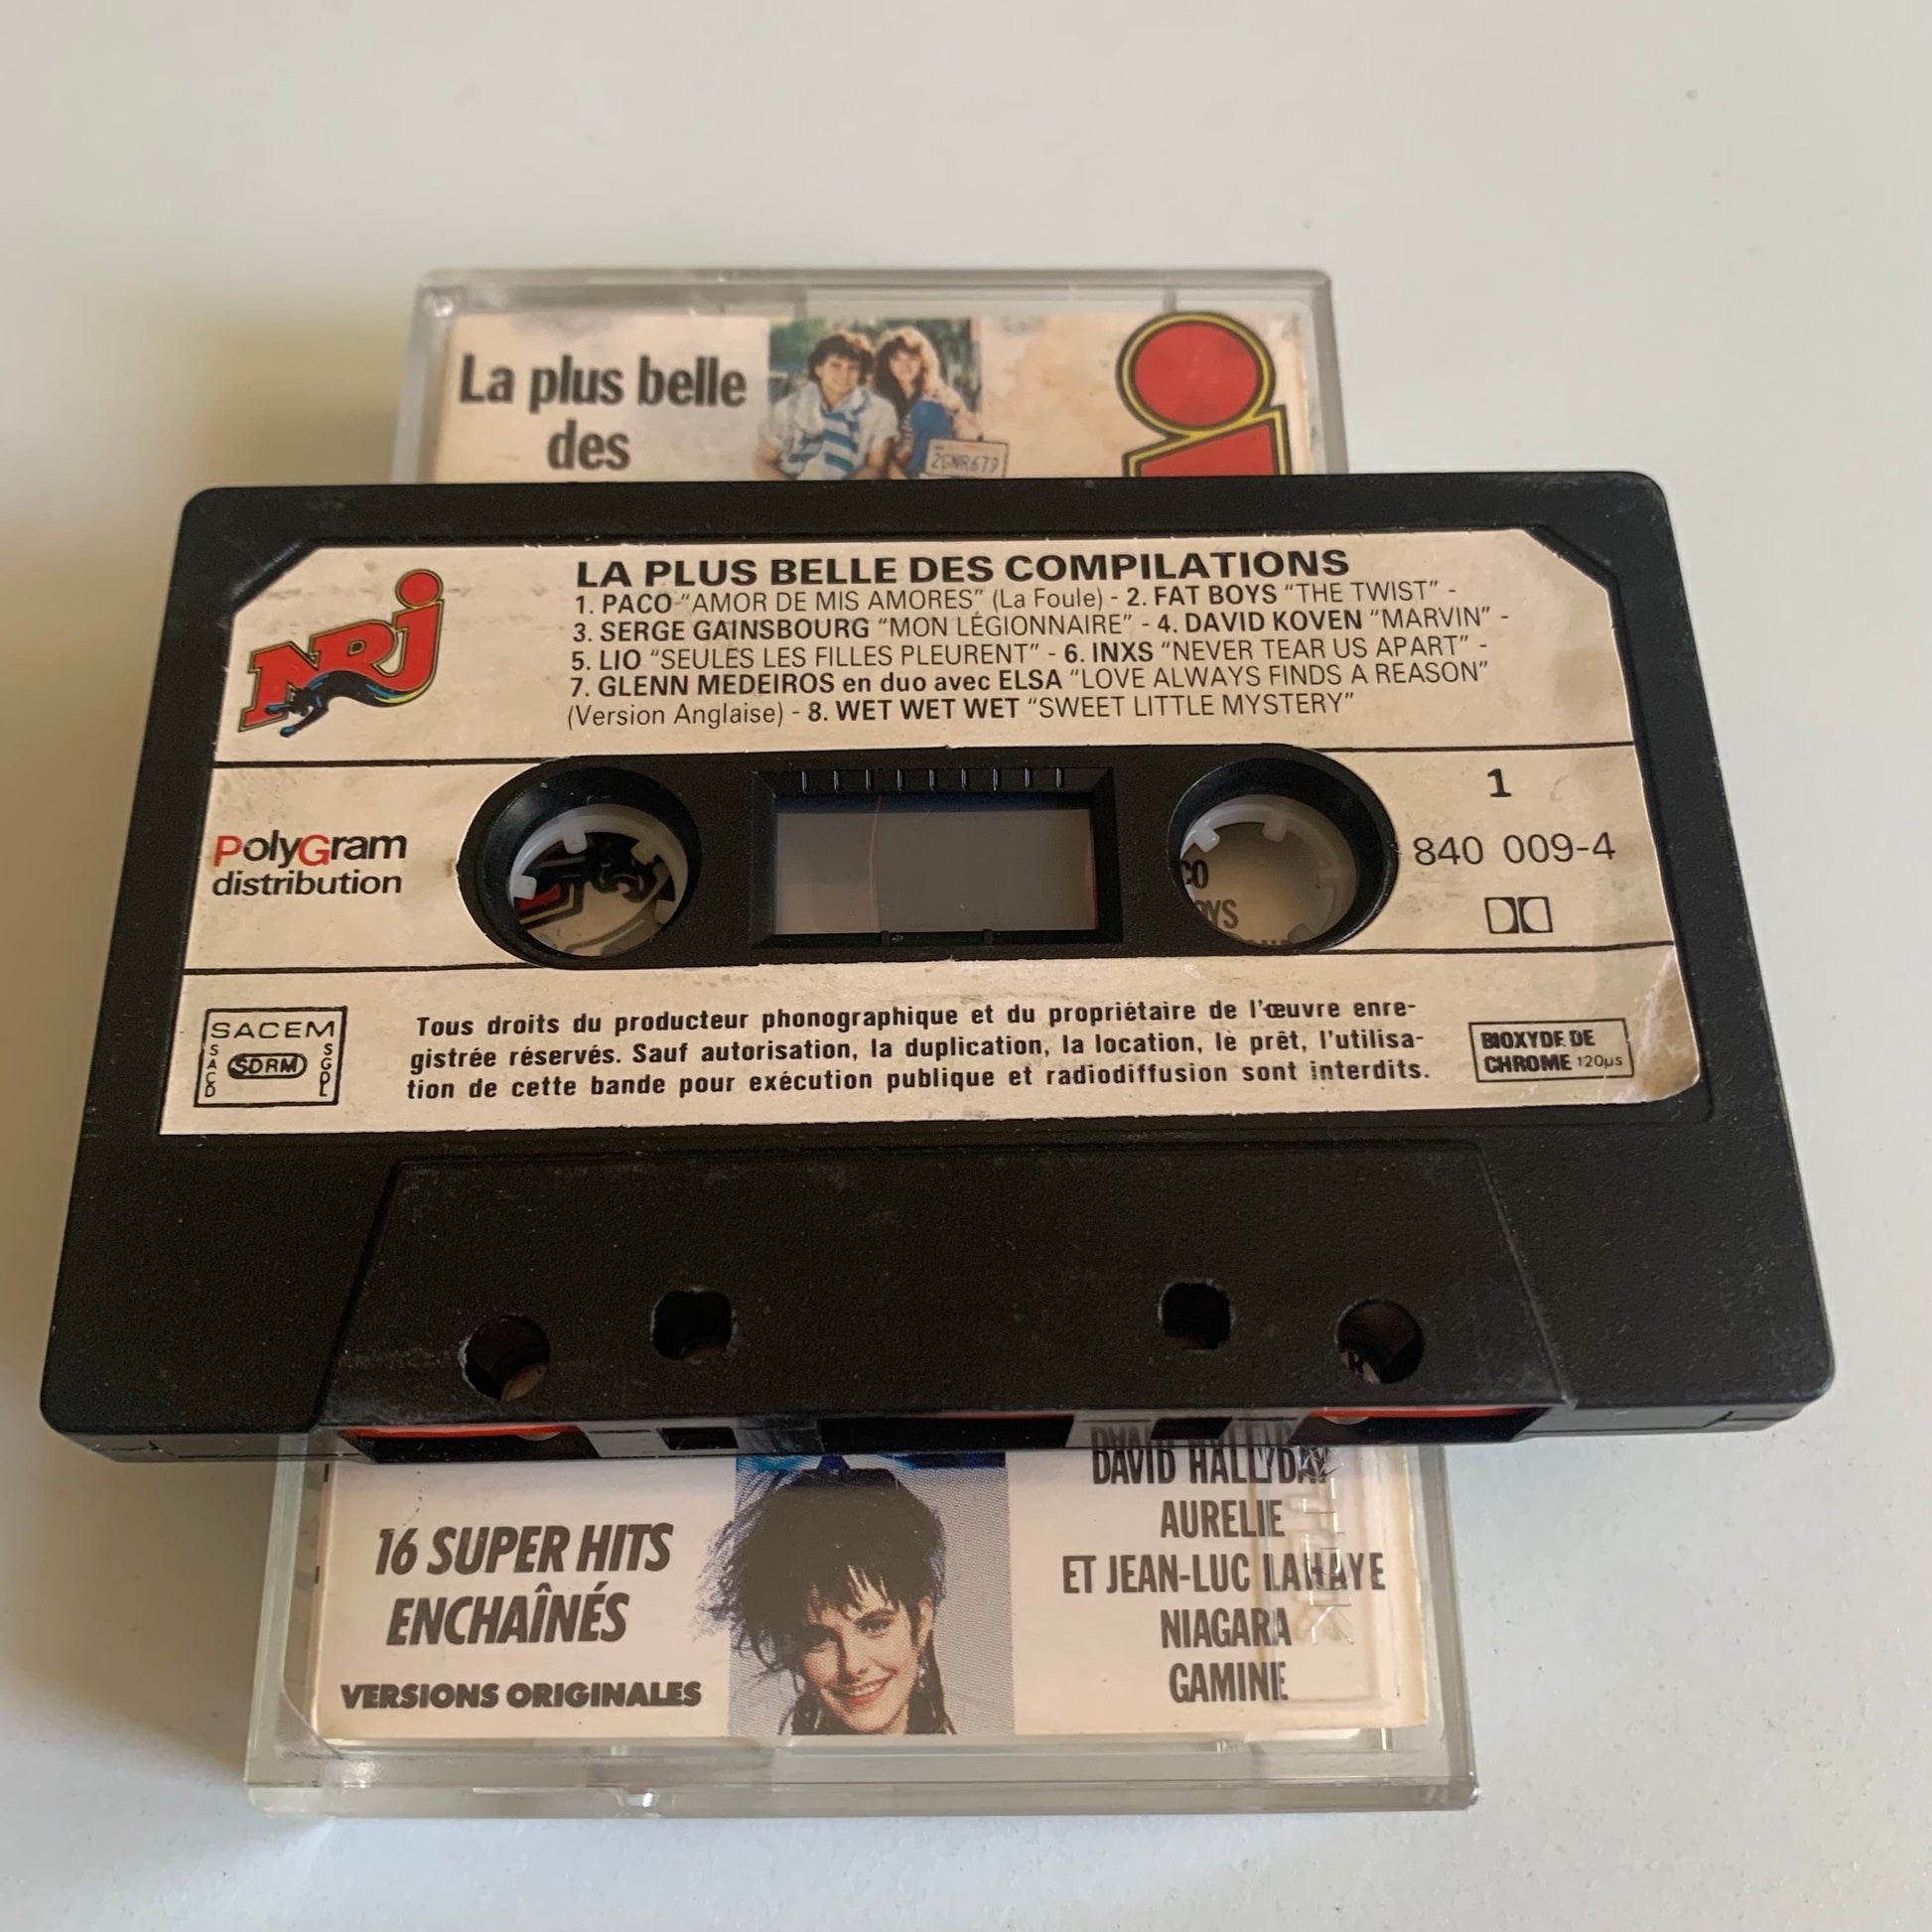 La plus belle
des
2GNR679
NRJ
LA PLUS BELLE DES COMPILATIONS
1. PACO "AMOR DE MIS AMORES" (La Foule) - 2. FAT BOYS "THE TWIST" -
3. SERGE GAINSBOURG "MON LÉGIONNAIRE" - 4. DAVID KOVEN "MARVIN" -
5. LIO "SEULES LES FILLES PLEURENT" - 6. INXS "NEVER TEAR US APART" -
7. GLENN MEDEIROS en duo avec ELSA "LOVE ALWAYS FINDS A REASON"
(Version Anglaise) - 8. WET WET WET "SWEET LITTLE MYSTERY"
PolyGram
distribution
1
840 009-4
SACEM
SACD
SDRM
SGDL
Tous droits du producteur phonographique et du propriétaire de l'œuvre enre-
gistrée réservés. Sauf autorisation, la duplication, la location, le prêt, l'utilisa-
tion de cette bande pour exécution publique et radiodiffusion sont interdits.
BIOXYDE DE
CHROME 120µs
16 SUPER HITS
ENCHAÎNÉS
VERSIONS ORIGINALES
DAVID HALLYDAY
AURELIE
ET JEAN-LUC LAHAYE
NIAGARA
GAMINE